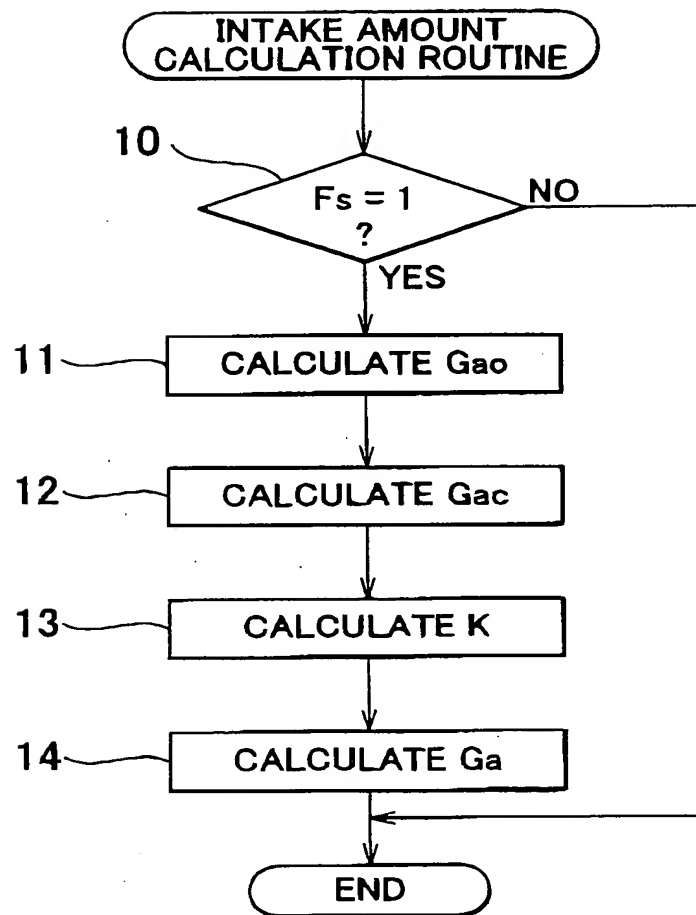 INTAKE AMOUNT
CALCULATION ROUTINE
10
Fs = 1
?
NO
YES
11
CALCULATE Gao
12
CALCULATE Gac
13
CALCULATE K
14
CALCULATE Ga
END